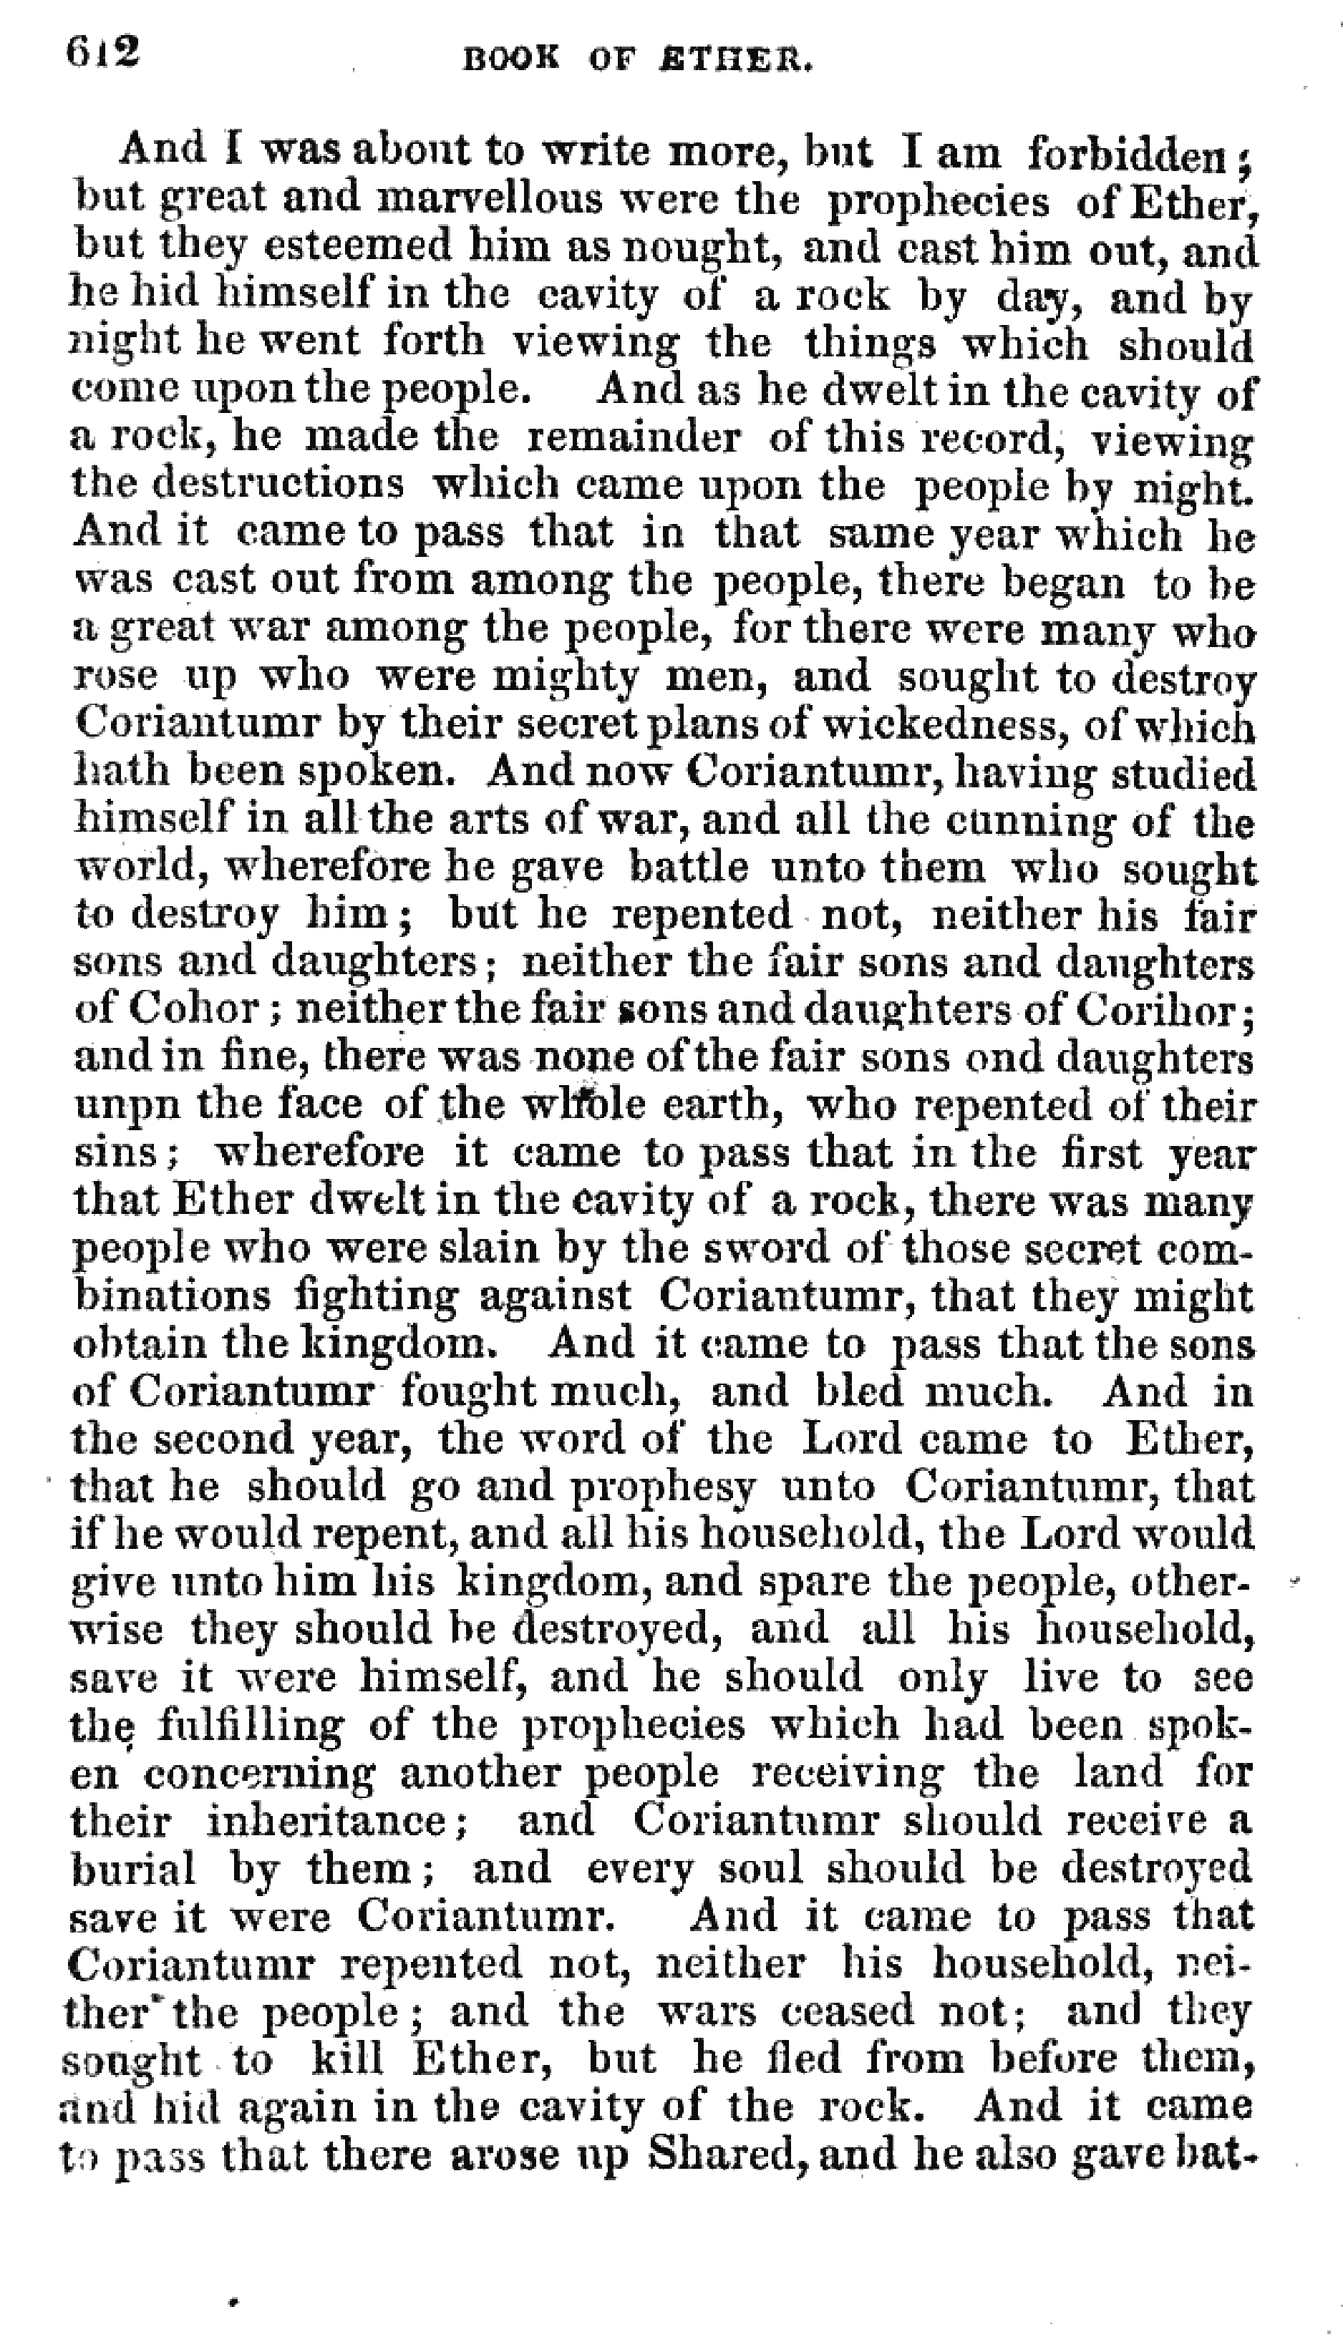 612 BOOK OF ETHER.
And I was about to write more, but I am forbidden;
but great and marvellous were the prophecies of Ether,
but they esteemed him as nought, and cast him out, and
he hid himself in the cavity of a rock by day, and by
night he went forth viewing the things which should
come upon the people. And as he dwelt in the cavity of
a rock, he made the remainder of this record, viewing
the destructions which came upon the people by night.
And it came to pass that in that same year which he
was cast out from among the people, there began to be
a great war among the people, for there were many who
rose up who were mighty men, and sought to destroy
Coriantumr by their secret plans of wickedness, of which
hath been spoken. And now Coriantumr, having studied
himself in all the arts of war, and all the cunning of the
world, wherefore he gave battle unto them who sought
to destroy him; but he repented not, neither his fair
sons and daughters; neither the fair sons and daughters
of Cohor; neither the fair sons and daughters of Corihor;
and in fine, there was none of the fair sons ond daughters
unpn the face of the whole earth, who repented of their
sins; wherefore it came to pass that in the first year
that Ether dwelt in the cavity of a rock, there was many
people who were slain by the sword of those secret com-
binations fighting against Coriantumr, that they might
obtain the kingdom. And it came to pass that the sons
of Coriantumr fought much, and bled much. And in
the second year, the word of the Lord came to Ether,
that he should go and prophesy unto Coriantumr, that
if he would repent, and all his household, the Lord would
give unto him his kingdom, and spare the people, other-
wise they should be destroyed, and all his household,
save it were himself, and he should only live to see
the fulfilling of the prophecies which had been spok-
en concerning another people receiving the land for
their inheritance; and Coriantumr should receive a
burial by them; and every soul should be destroyed
save it were Coriantumr. And it came to pass that
Coriantumr repented not, neither his household, nei-
ther the people; and the wars ceased not; and they
sought to kill Ether, but he fled from before them,
and hid again in the cavity of the rock. And it came
to pass that there arose up Shared, and he also gave bat-